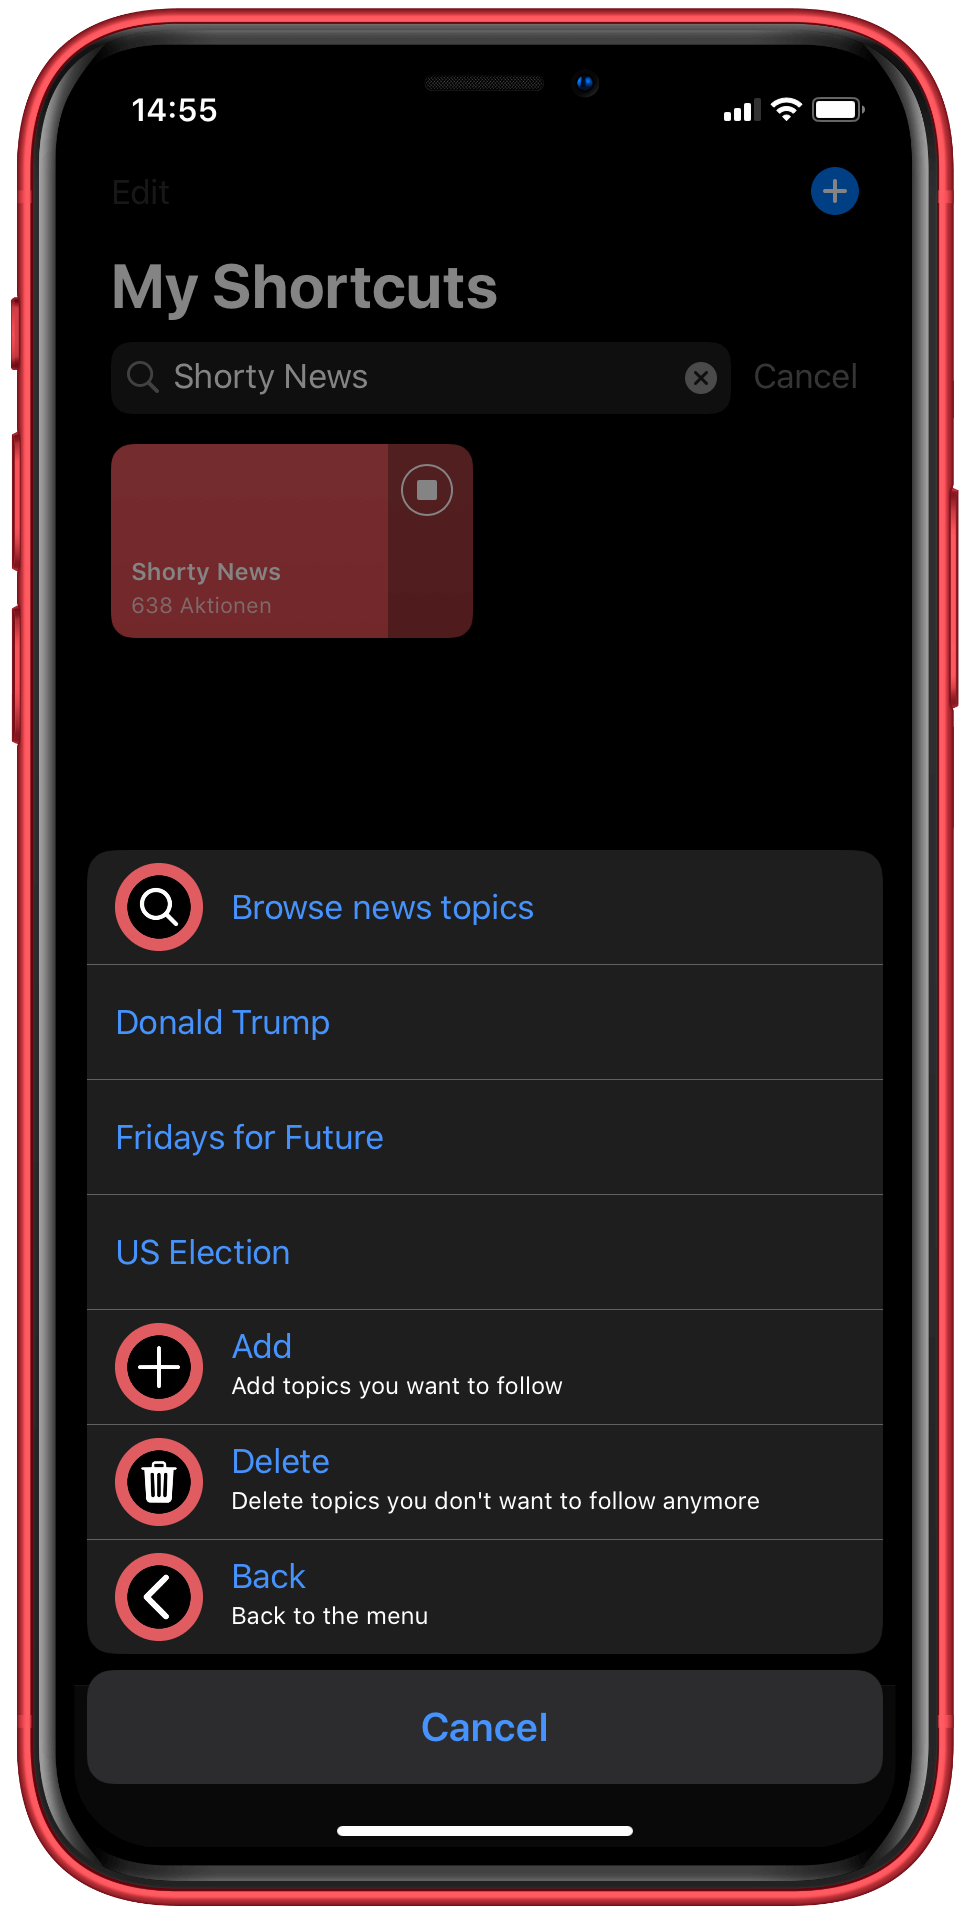 14:55
Edit
My Shortcuts
Shorty News
Cancel
Shorty News
638 Aktionen
Browse news topics
Donald Trump
Fridays for Future
US Election
Add
Add topics you want to follow
Delete
Delete topics you don't want to follow anymore
Back
Back to the menu
Cancel